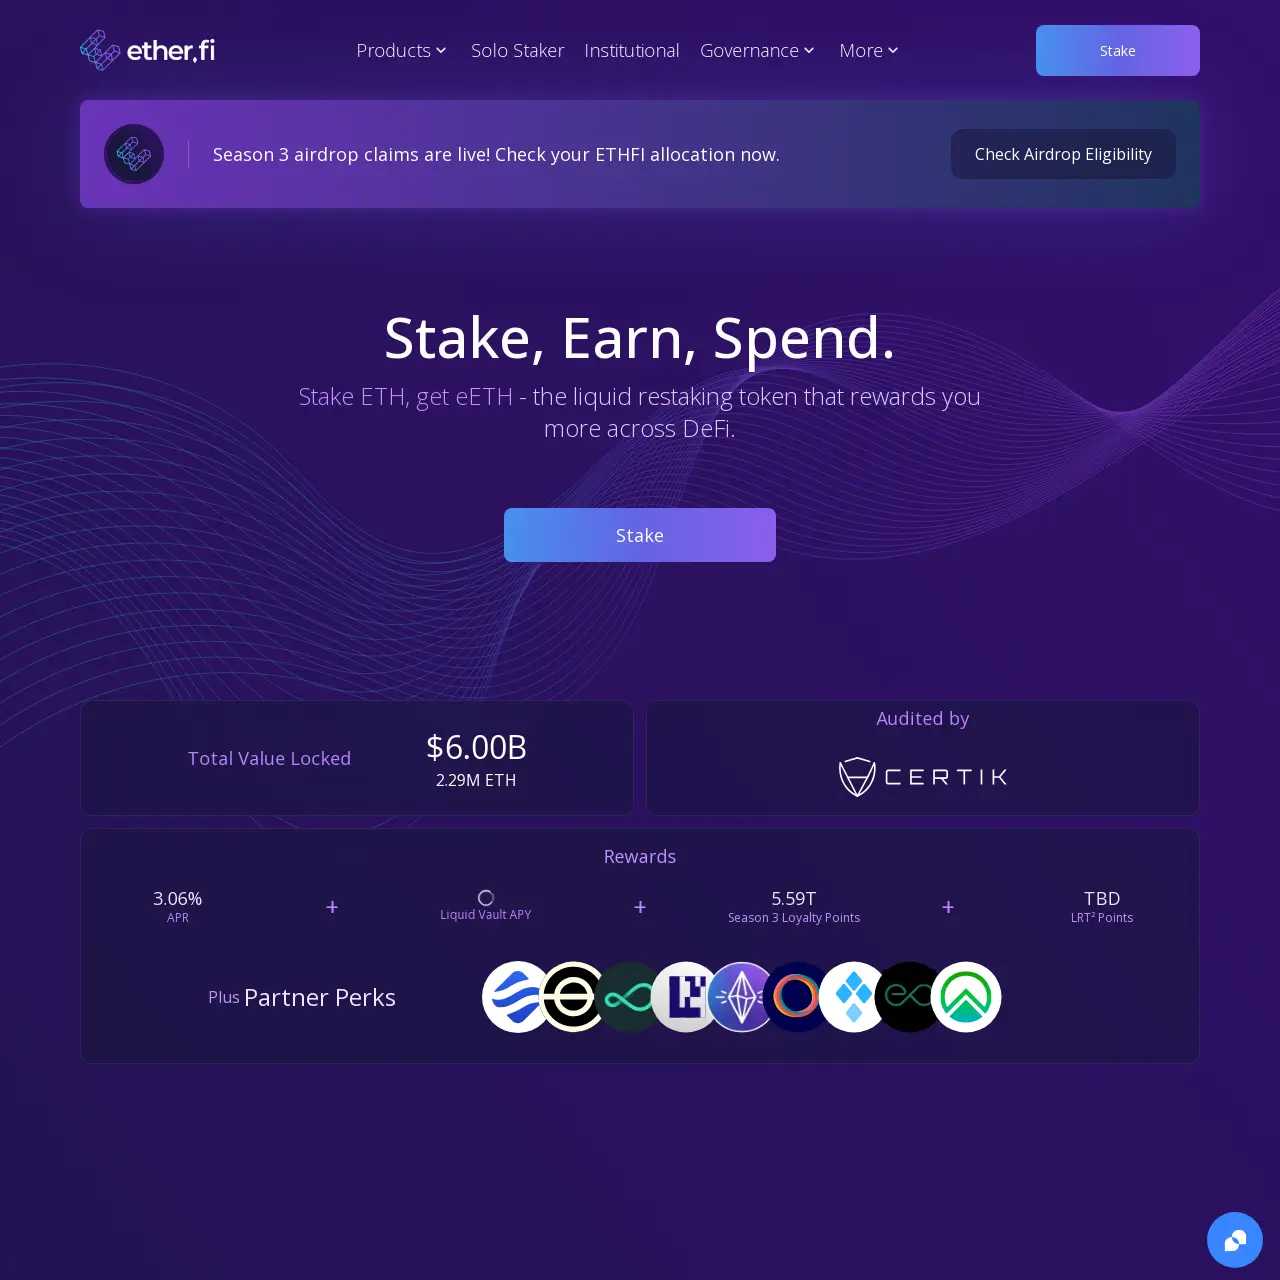 ether.fi
Products
Solo Staker
Institutional
Governance
More
Stake
Season 3 airdrop claims are live! Check your ETHFI allocation now.
Check Airdrop Eligibility
Stake, Earn, Spend.
Stake ETH, get eETH - the liquid restaking token that rewards you
more across DeFi.
Stake
Total Value Locked
$6.00B
2.29M ETH
Audited by
CERTIK
Rewards
3.06%
APR
+
Liquid Vault APY
+
5.59T
Season 3 Loyalty Points
+
TBD
LRT² Points
Plus Partner Perks